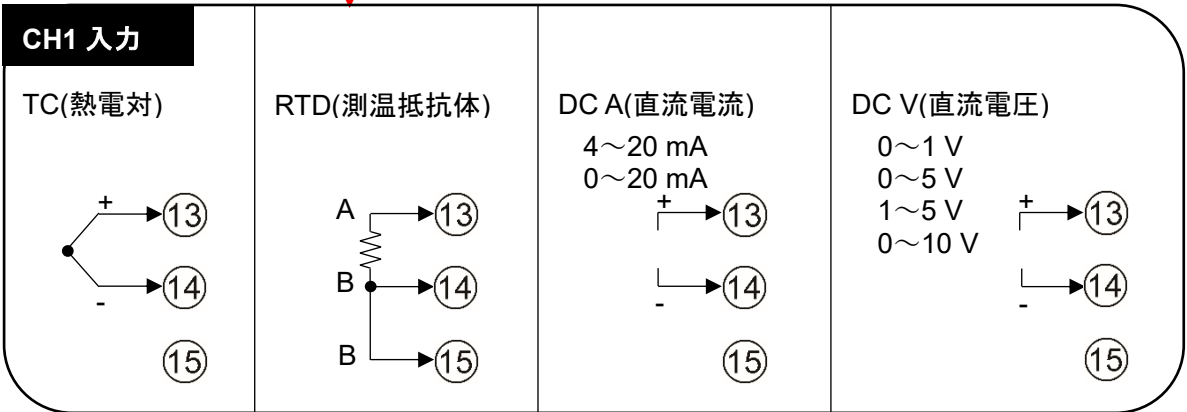 CH1 入力
TC(熱電対)
+
⑬
-
⑭
⑮
RTD(測温抵抗体)
A
⑬
B
⑭
B
⑮
DC A(直流電流)
4～20 mA
0～20 mA
+
⑬
-
⑭
⑮
DC V(直流電圧)
0～1 V
0～5 V
1～5 V
0～10 V
+
⑬
-
⑭
⑮